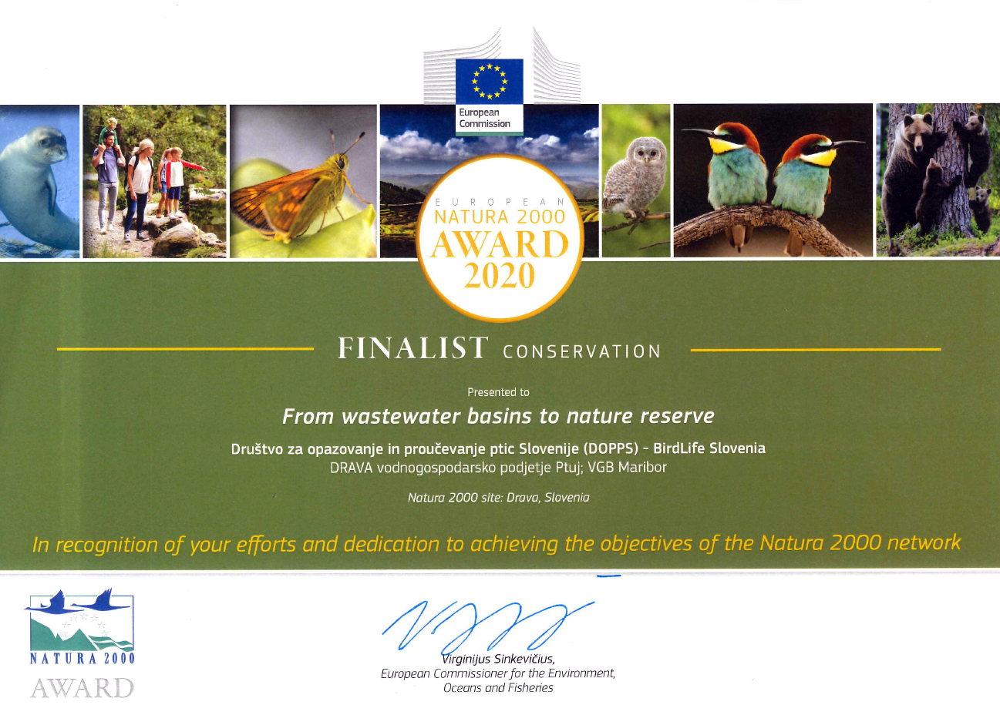 European
Commission
EUROPEAN
NATURA 2000
AWARD
2020
FINALIST CONSERVATION
Presented to
From wastewater basins to nature reserve
Društvo za opazovanje in proučevanje ptic Slovenije (DOPPS) - BirdLife Slovenia
DRAVA vodnogospodarsko podjetje Ptuj; VGB Maribor
Natura 2000 site: Drava, Slovenia
In recognition of your efforts and dedication to achieving the objectives of the Natura 2000 network
NATURA 2000
AWARD
Virginijus Sinkevičius,
European Commissioner for the Environment,
Oceans and Fisheries